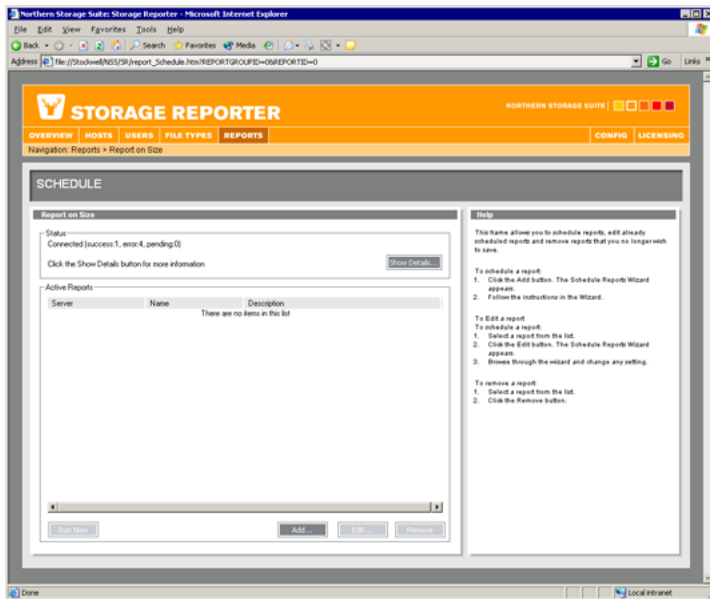 Northern Storage Suite: Storage Reporter - Microsoft Internet Explorer
File Edit View Favorites Tools Help
Back Search Favorites Media
Address file://Stockwell/NSS/SR/report_Schedule.htm?REPORTGROUPID=0&REPORTID=0 Go Links
STORAGE REPORTER
NORTHERN STORAGE SUITE |
OVERVIEW HOSTS USERS FILE TYPES REPORTS CONFIG LICENSING
Navigation: Reports > Report on Size
SCHEDULE
Report on Size
Status
Connected (success:1, error:4, pending:0)
Click the Show Details button for more information
Show Details...
Active Reports
Server Name Description
There are no items in this list
Run Now Add... Edit... Remove
Help
This frame allows you to schedule reports, edit already
scheduled reports and remove reports that you no longer wish
to save.
To schedule a report:
1. Click the Add button. The Schedule Reports Wizard
appears.
2. Follow the instructions in the Wizard.
To Edit a report
To schedule a report:
1. Select a report from the list.
2. Click the Edit button. The Schedule Reports Wizard
appears.
3. Browse through the wizard and change any setting.
To remove a report:
1. Select a report from the list.
2. Click the Remove button.
Done
Local intranet